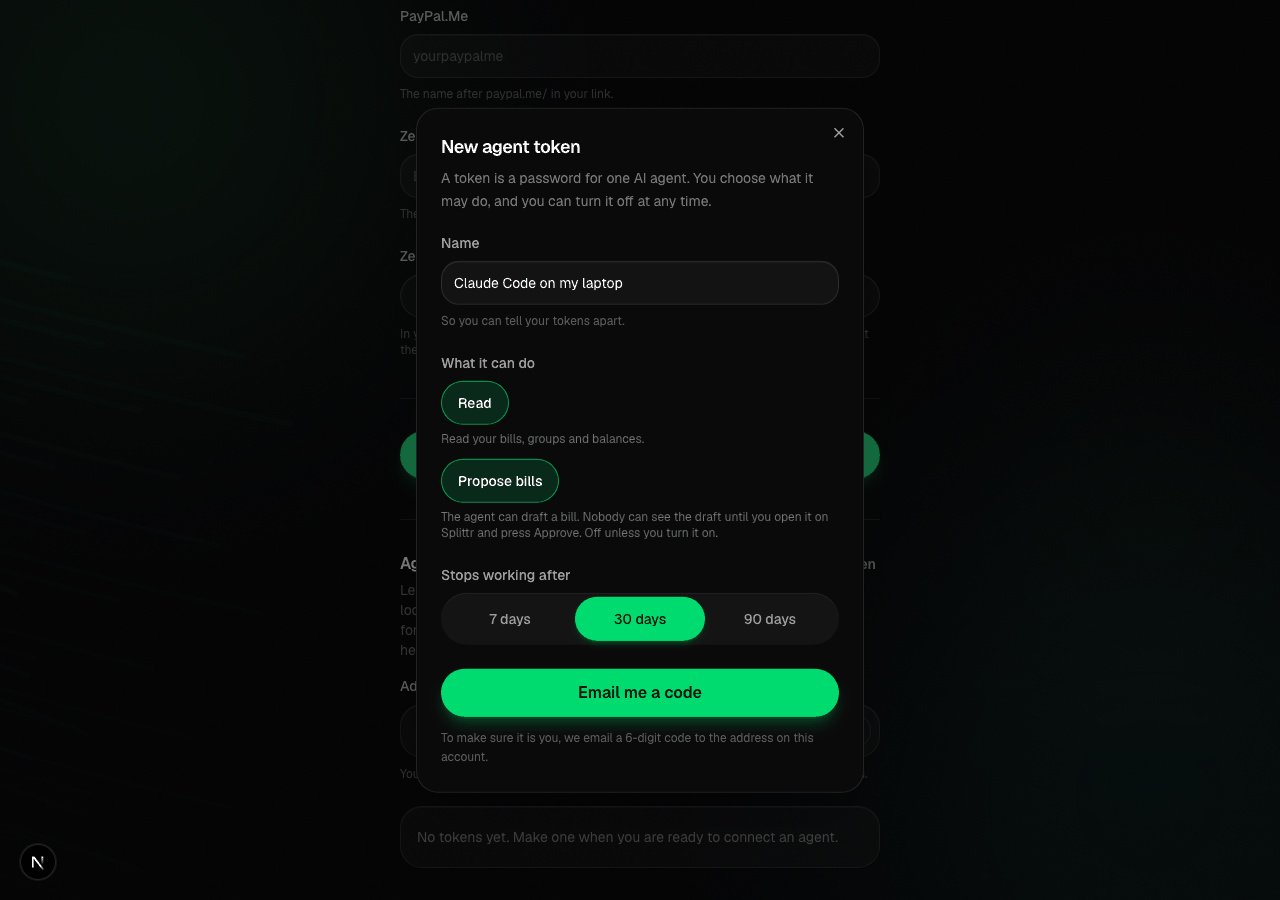 PayPal.Me
yourpaypalme
The name after paypal.me/ in your link.
New agent token
A token is a password for one AI agent. You choose what it
may do, and you can turn it off at any time.
Name
Claude Code on my laptop
So you can tell your tokens apart.
What it can do
Read
Read your bills, groups and balances.
Propose bills
The agent can draft a bill. Nobody can see the draft until you open it on
Splittr and press Approve. Off unless you turn it on.
Stops working after
7 days
30 days
90 days
Email me a code
To make sure it is you, we email a 6-digit code to the address on this
account.
No tokens yet. Make one when you are ready to connect an agent.
N